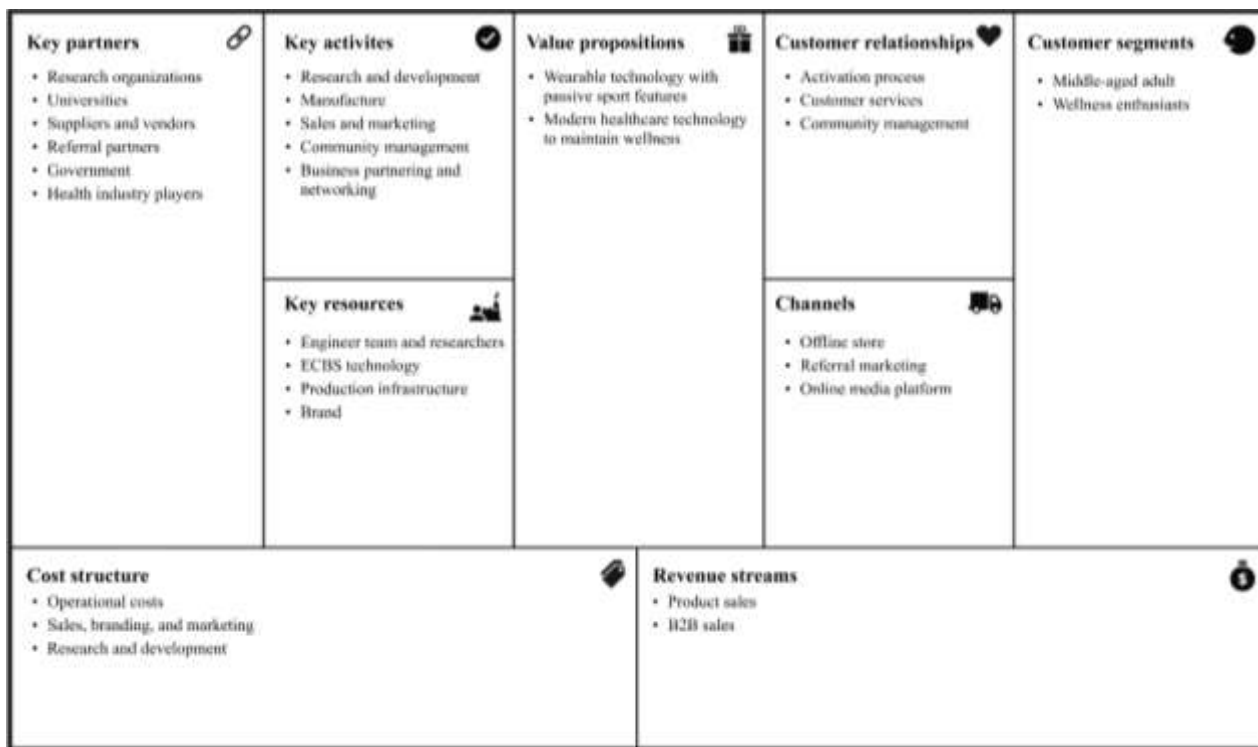 Key partners
• Research organizations
• Universities
• Suppliers and vendors
• Referral partners
• Government
• Health industry players
Key activites
• Research and development
• Manufacture
• Sales and marketing
• Community management
• Business partnering and
networking
Key resources
• Engineer team and researchers
• ECBS technology
• Production infrastructure
• Brand
Value propositions
• Wearable technology with
passive sport features
• Modern healthcare technology
to maintain wellness
Customer relationships
• Activation process
• Customer services
• Community management
Channels
• Offline store
• Referral marketing
• Online media platform
Customer segments
• Middle-aged adult
• Wellness enthusiasts
Cost structure
• Operational costs
• Sales, branding, and marketing
• Research and development
Revenue streams
• Product sales
• B2B sales